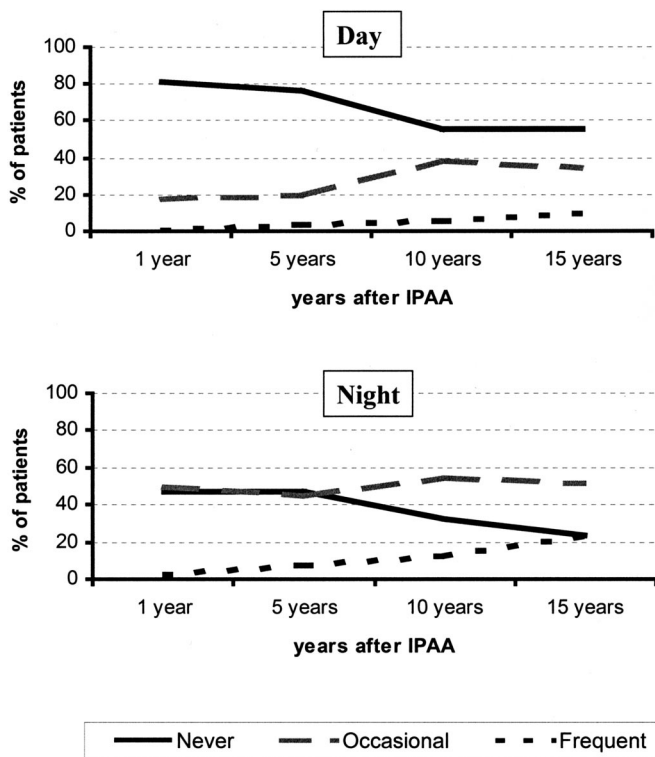 Day
100
80
60
40
20
0
% of patients
1 year 5 years 10 years 15 years
years after IPAA
Night
100
80
60
40
20
0
% of patients
1 year 5 years 10 years 15 years
years after IPAA
Never Occasional Frequent